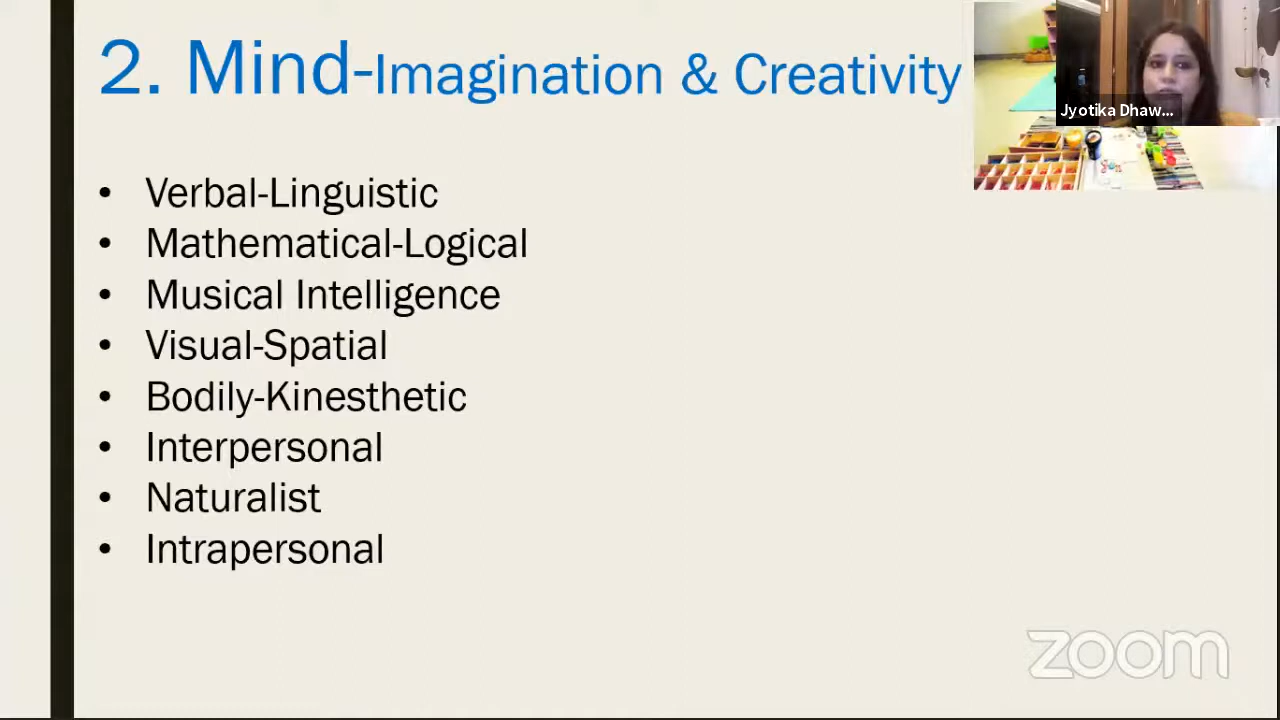 2. Mind-Imagination & Creativity
Jyotika Dhaw...
• Verbal-Linguistic
• Mathematical-Logical
• Musical Intelligence
• Visual-Spatial
• Bodily-Kinesthetic
• Interpersonal
• Naturalist
• Intrapersonal
zoom